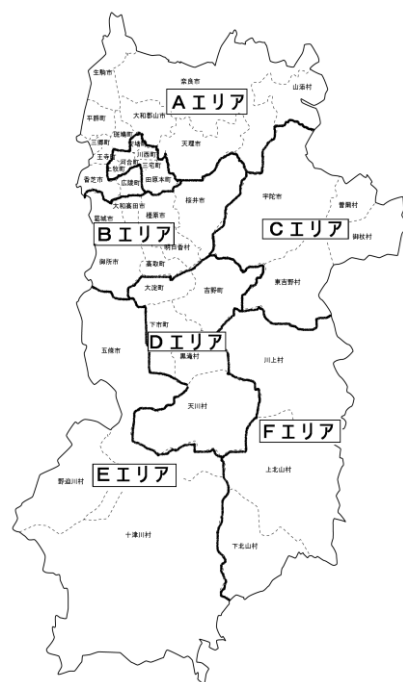 生駒市
奈良市
山添村
Aエリア
大和郡山市
平群町
斑鳩町
安堵町
天理市
三郷町
川西町
王寺町
河合町
三宅町
上牧町
香芝市
広陵町
田原本町
宇陀市
桜井市
大和高田市
曽爾村
葛城市
橿原市
Bエリア
Cエリア
御杖村
明日香村
御所市
高取町
東吉野村
大淀町
吉野町
下市町
Dエリア
五條市
黒滝村
川上村
天川村
Fエリア
Eエリア
上北山村
野迫川村
十津川村
下北山村